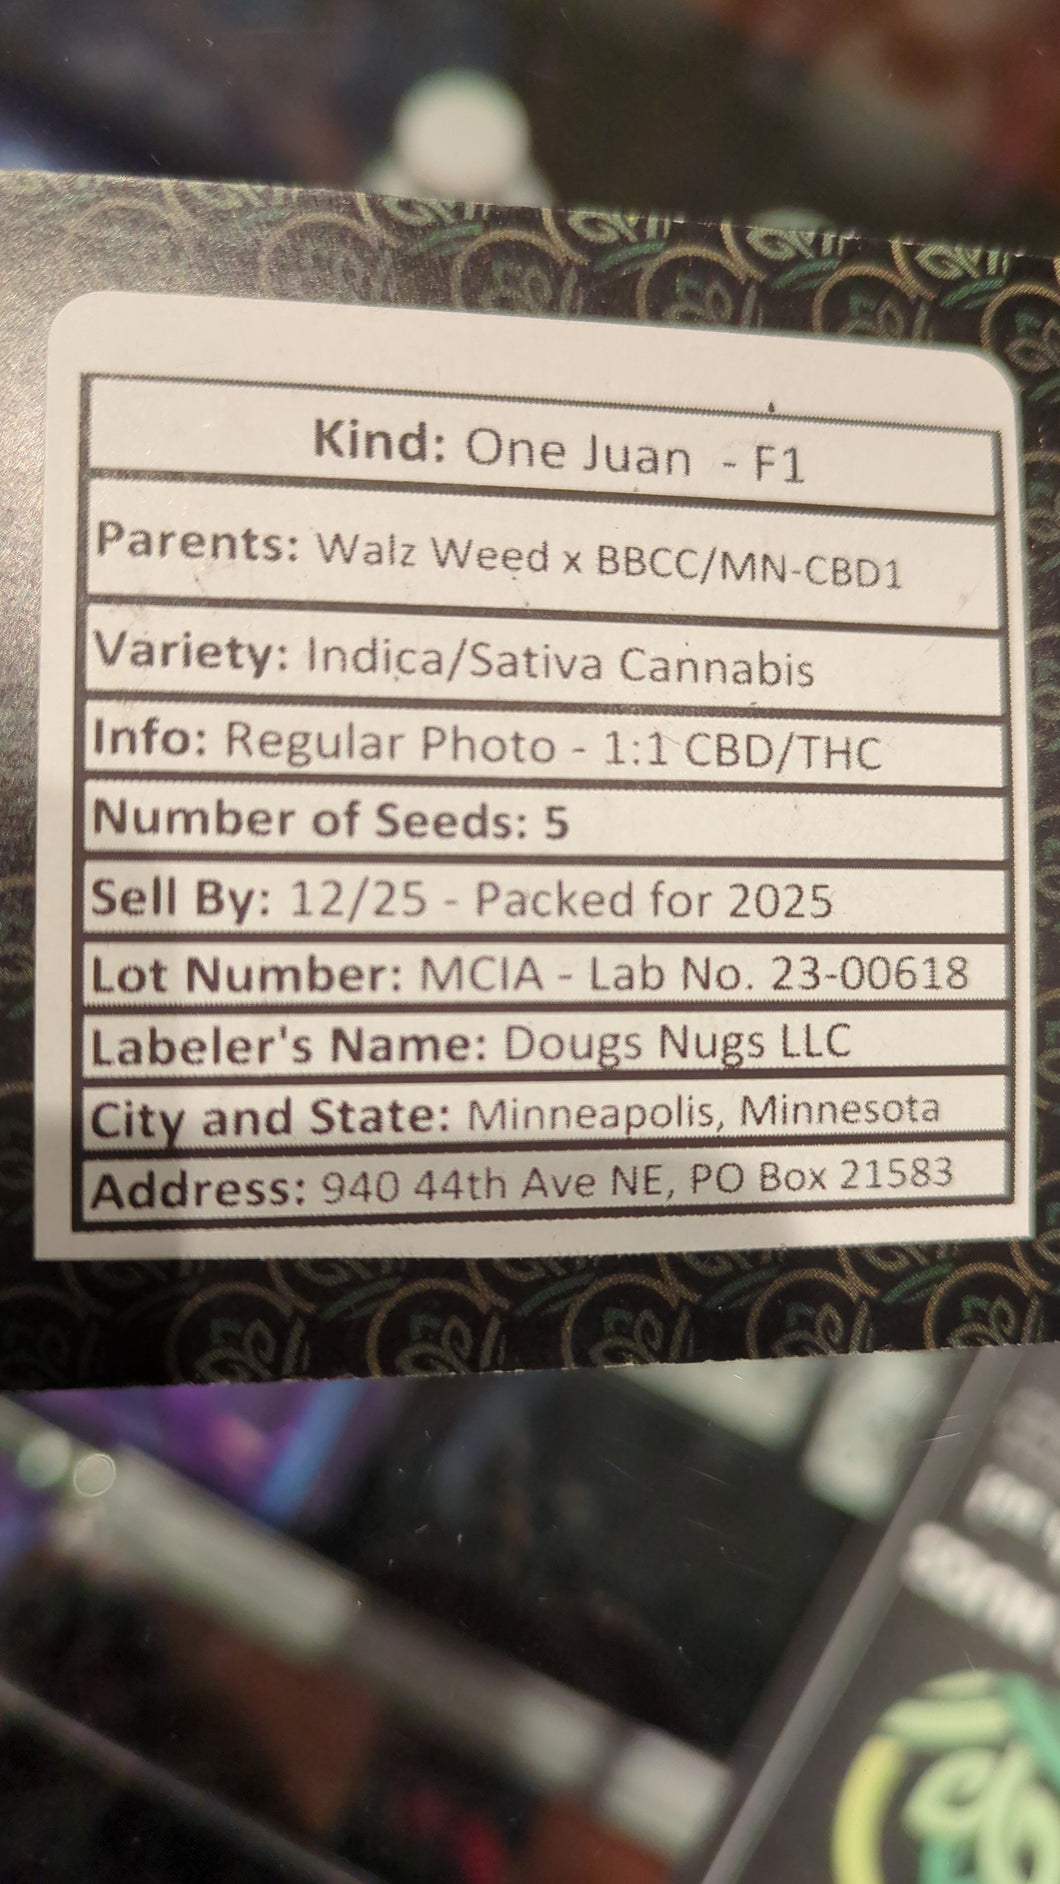 Kind: One Juan - F1
Parents: Walz Weed x BBCC/MN-CBD1
Variety: Indica/Sativa Cannabis
Info: Regular Photo - 1:1 CBD/THC
Number of Seeds: 5
Sell By: 12/25 - Packed for 2025
Lot Number: MCIA - Lab No. 23-00618
Labeler's Name: Dougs Nugs LLC
City and State: Minneapolis, Minnesota
Address: 940 44th Ave NE, PO Box 21583